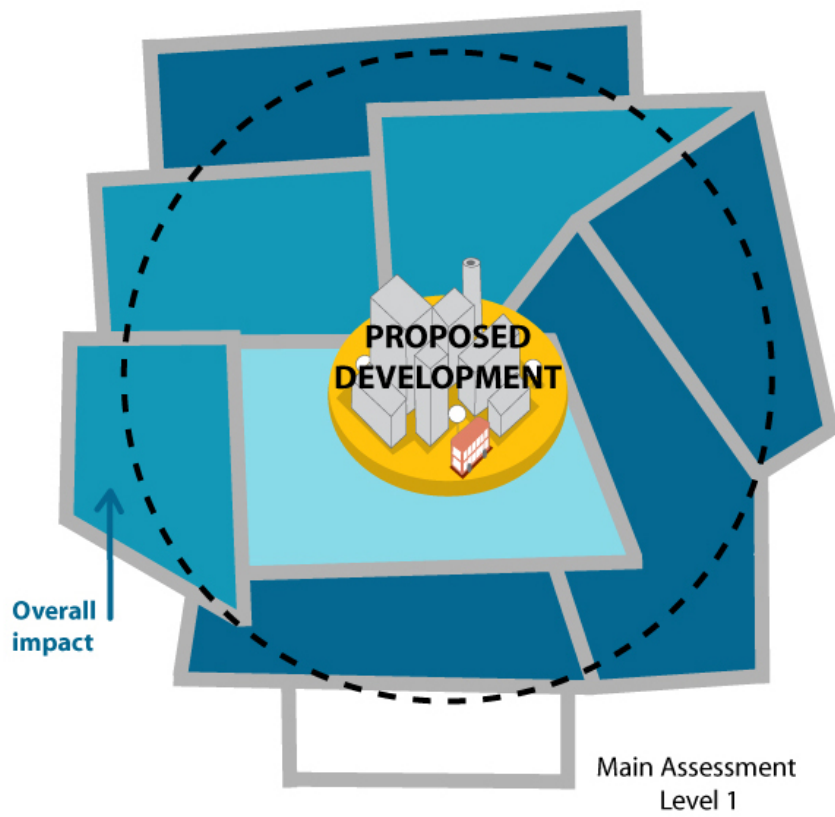 PROPOSED
DEVELOPMENT
Overall
impact
Main Assessment
Level 1